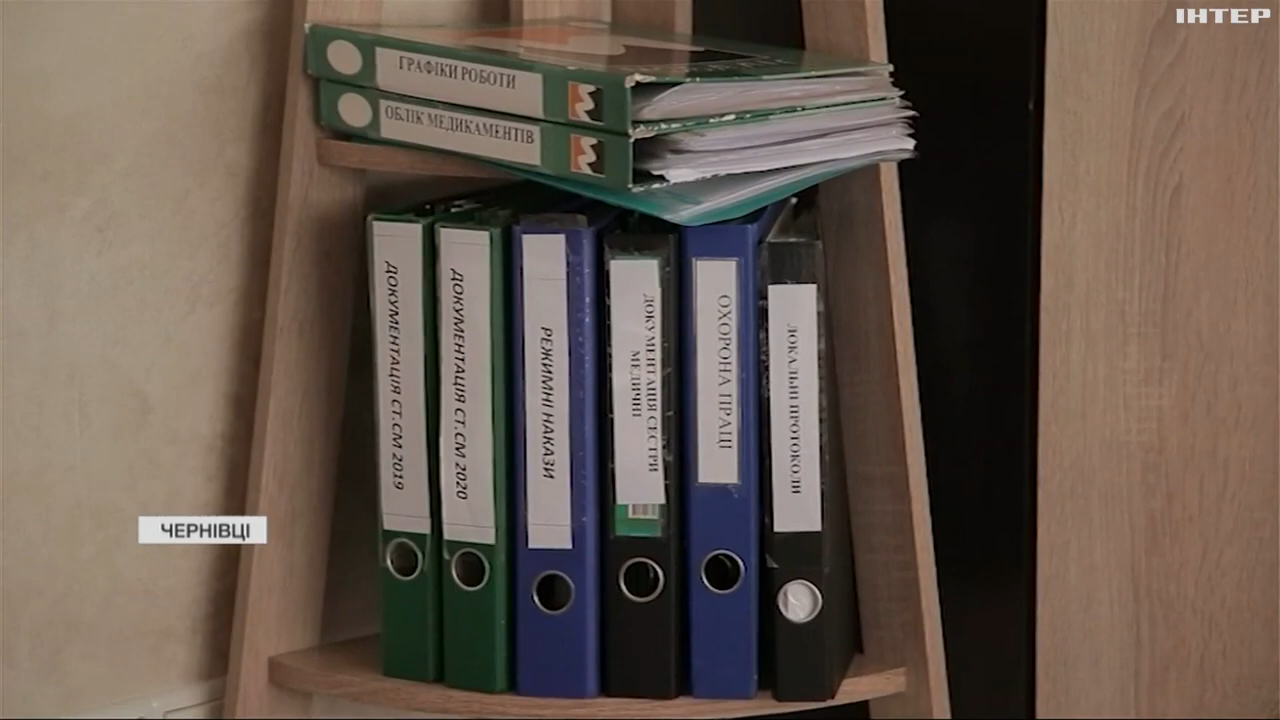 ІНТЕР
ГРАФІКИ РОБОТИ
ОБЛІК МЕДИКАМЕНТІВ
ДОКУМЕНТАЦІЯ СТ.СМ 2019
ДОКУМЕНТАЦІЯ СТ.СМ 2020
РЕЖИМНІ НАКАЗИ
ДОКУМЕНТАЦІЯ СЕСТРИ
МЕДИЧНІ
ОХОРОНА ПРАЦІ
ЛОКАЛЬНІ ПРОТОКОЛИ
ЧЕРНІВЦІ